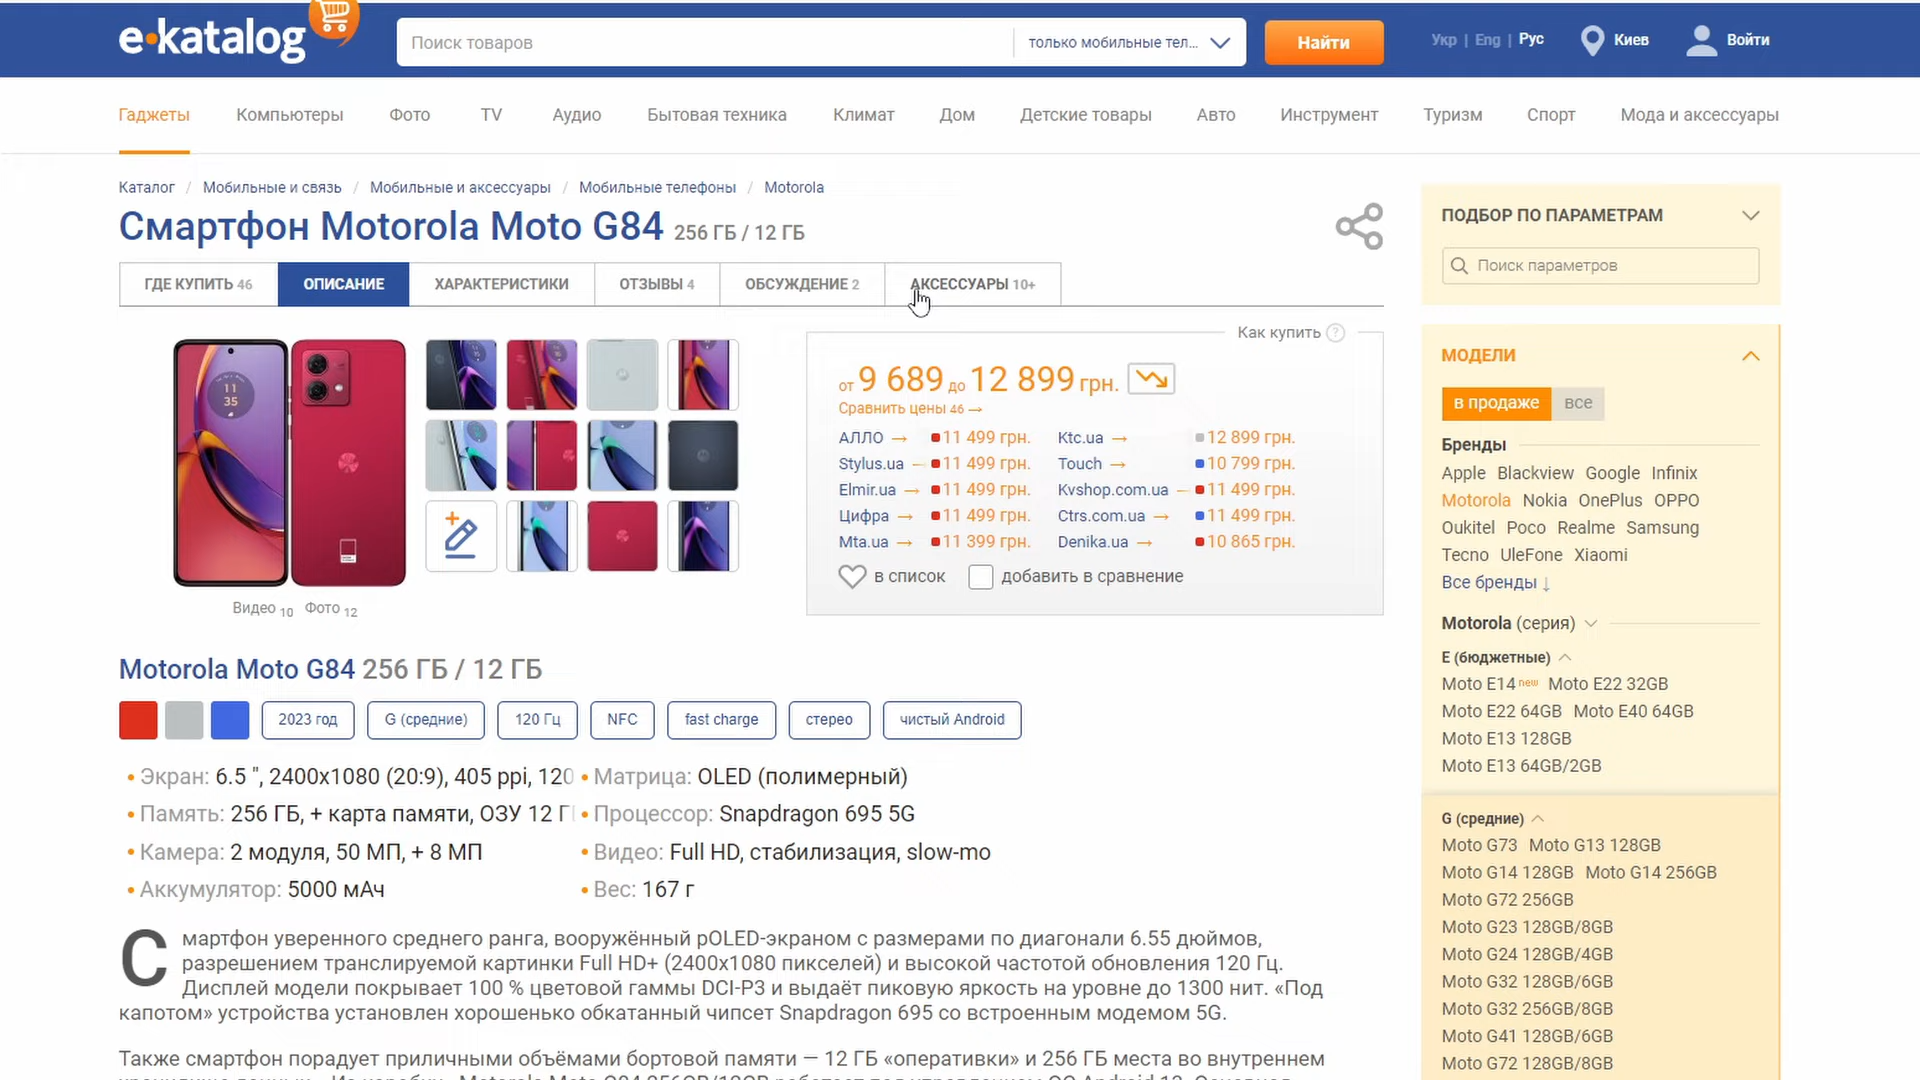 e•katalog
Поиск товаров
только мобильные тел...
Найти
Укр | Eng | Рус
Киев
Войти
Гаджеты Компьютеры Фото TV Аудио Бытовая техника Климат Дом Детские товары Авто Инструмент Туризм Спорт Мода и аксессуары
Каталог / Мобильные и связь / Мобильные и аксессуары / Мобильные телефоны / Motorola
Смартфон Motorola Moto G84 256 ГБ / 12 ГБ
ГДЕ КУПИТЬ 46 ОПИСАНИЕ ХАРАКТЕРИСТИКИ ОТЗЫВЫ 4 ОБСУЖДЕНИЕ 2 АКСЕССУАРЫ 10+
11
35
Видео 10 Фото 12
Как купить ?
от 9 689 до 12 899 грн.
Сравнить цены 46 →
АЛЛО → 11 499 грн. Ktc.ua → 12 899 грн.
Stylus.ua → 11 499 грн. Touch → 10 799 грн.
Elmir.ua → 11 499 грн. Kvshop.com.ua → 11 499 грн.
Цифра → 11 499 грн. Ctrs.com.ua → 11 499 грн.
Mta.ua → 11 399 грн. Denika.ua → 10 865 грн.
в список добавить в сравнение
Motorola Moto G84 256 ГБ / 12 ГБ
2023 год G (средние) 120 Гц NFC fast charge стерео чистый Android
• Экран: 6.5 ", 2400x1080 (20:9), 405 ppi, 120 • Матрица: OLED (полимерный)
• Память: 256 ГБ, + карта памяти, ОЗУ 12 Г • Процессор: Snapdragon 695 5G
• Камера: 2 модуля, 50 МП, + 8 МП • Видео: Full HD, стабилизация, slow-mo
• Аккумулятор: 5000 мАч • Вес: 167 г
Смартфон уверенного среднего ранга, вооружённый pOLED-экраном с размерами по диагонали 6.55 дюймов,
разрешением транслируемой картинки Full HD+ (2400x1080 пикселей) и высокой частотой обновления 120 Гц.
Дисплей модели покрывает 100 % цветовой гаммы DCI-P3 и выдаёт пиковую яркость на уровне до 1300 нит. «Под
капотом» устройства установлен хорошенько обкатанный чипсет Snapdragon 695 со встроенным модемом 5G.
Также смартфон порадует приличными объёмами бортовой памяти — 12 ГБ «оперативки» и 256 ГБ места во внутреннем
ПОДБОР ПО ПАРАМЕТРАМ
Поиск параметров
МОДЕЛИ
в продаже все
Бренды
Apple Blackview Google Infinix
Motorola Nokia OnePlus OPPO
Oukitel Poco Realme Samsung
Tecno UleFone Xiaomi
Все бренды ↓
Motorola (серия)
E (бюджетные)
Moto E14 new Moto E22 32GB
Moto E22 64GB Moto E40 64GB
Moto E13 128GB
Moto E13 64GB/2GB
G (средние)
Moto G73 Moto G13 128GB
Moto G14 128GB Moto G14 256GB
Moto G72 256GB
Moto G23 128GB/8GB
Moto G24 128GB/4GB
Moto G32 128GB/6GB
Moto G32 256GB/8GB
Moto G41 128GB/6GB
Moto G72 128GB/8GB